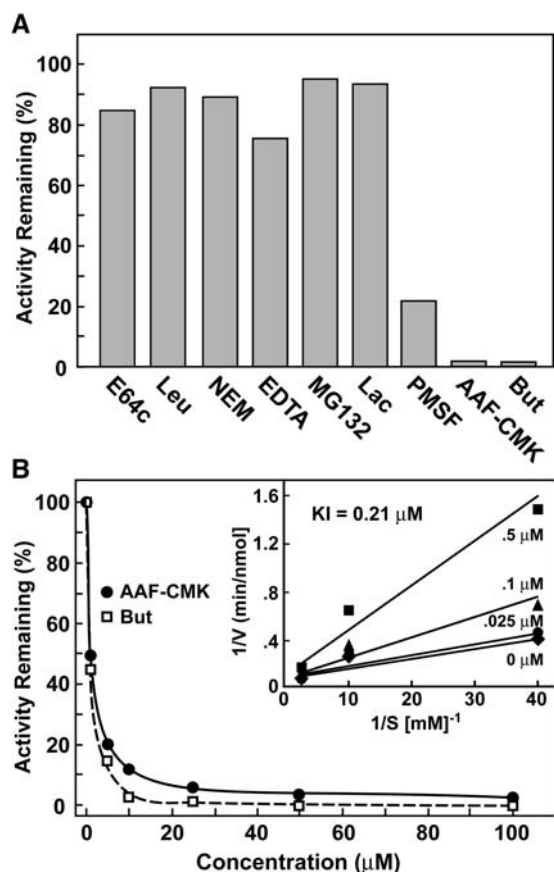 A
Activity Remaining (%)
100
80
60
40
20
0
E64c
Leu
NEM
EDTA
MG132
Lac
PMSF
AAF-CMK
But
B
Activity Remaining (%)
100
80
60
40
20
0
AAF-CMK
But
0
20
40
60
80
100
Concentration (μM)
KI = 0.21 μM
1/V (min/nmol)
1.6
1.2
.8
.4
0
.5 μM
.1 μM
.025 μM
0 μM
0
10
20
30
40
1/S [mM]⁻¹